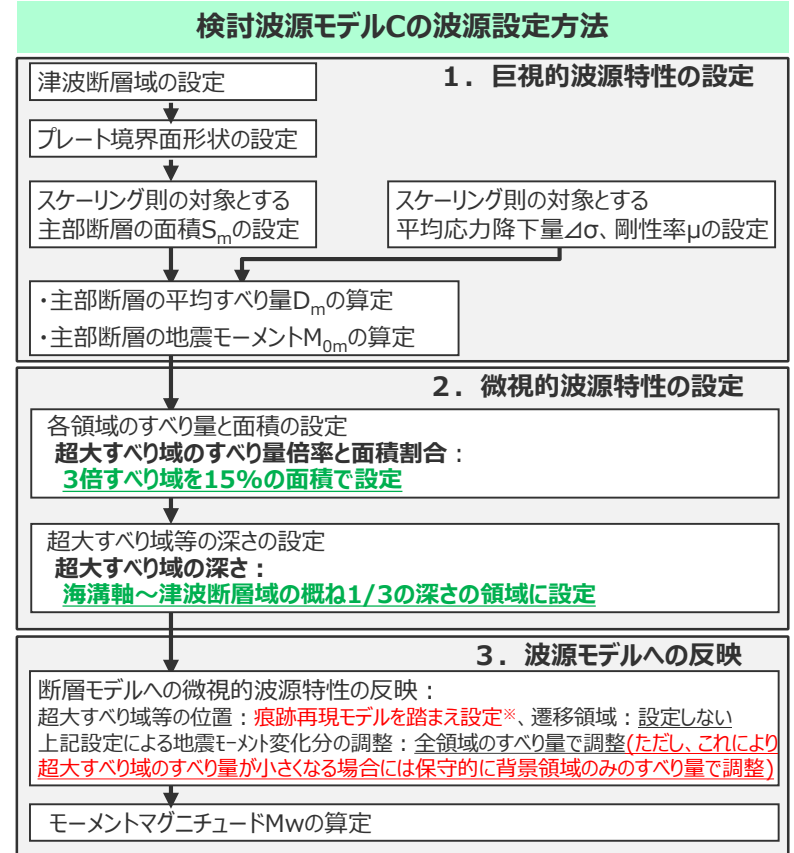 検討波源モデルCの波源設定方法
1．巨視的波源特性の設定
津波断層域の設定
プレート境界面形状の設定
スケーリング則の対象とする
主部断層の面積Smの設定
スケーリング則の対象とする
平均応力降下量⊿σ、剛性率μの設定
・主部断層の平均すべり量Dmの算定
・主部断層の地震モーメントM0mの算定
2．微視的波源特性の設定
各領域のすべり量と面積の設定
超大すべり域のすべり量倍率と面積割合：
3倍すべり域を15%の面積で設定
超大すべり域等の深さの設定
超大すべり域の深さ：
海溝軸～津波断層域の概ね1/3の深さの領域に設定
3．波源モデルへの反映
断層モデルへの微視的波源特性の反映：
超大すべり域等の位置：痕跡再現モデルを踏まえ設定※、遷移領域：設定しない
上記設定による地震モーメント変化分の調整：全領域のすべり量で調整(ただし、これにより
超大すべり域のすべり量が小さくなる場合には保守的に背景領域のみのすべり量で調整)
モーメントマグニチュードMwの算定